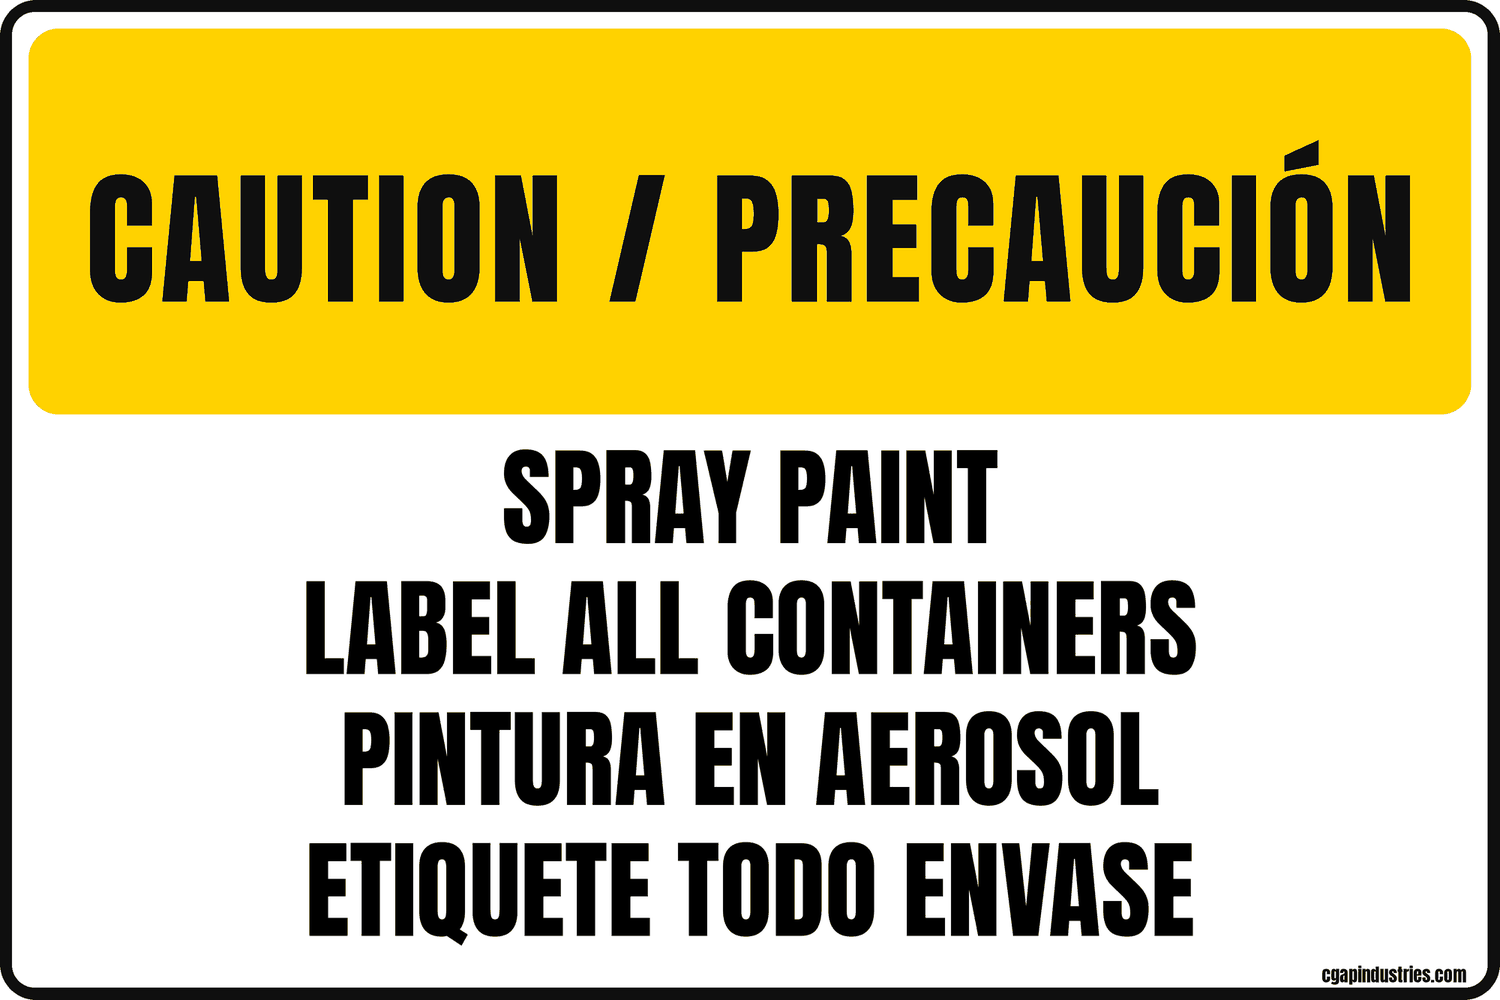 CAUTION / PRECAUCIÓN
SPRAY PAINT
LABEL ALL CONTAINERS
PINTURA EN AEROSOL
ETIQUETE TODO ENVASE
cgapindustries.com